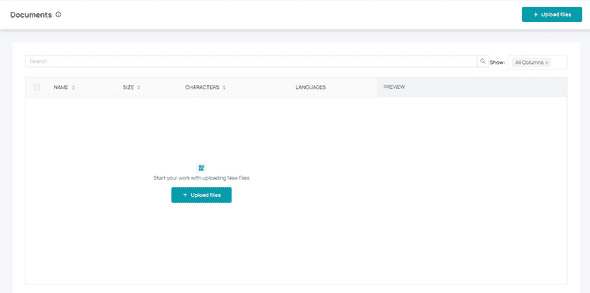 Documents
+ Upload files
Search
Show:
All Columns ×
NAME
SIZE
CHARACTERS
LANGUAGES
PREVIEW
Start your work with uploading New Files
+ Upload files